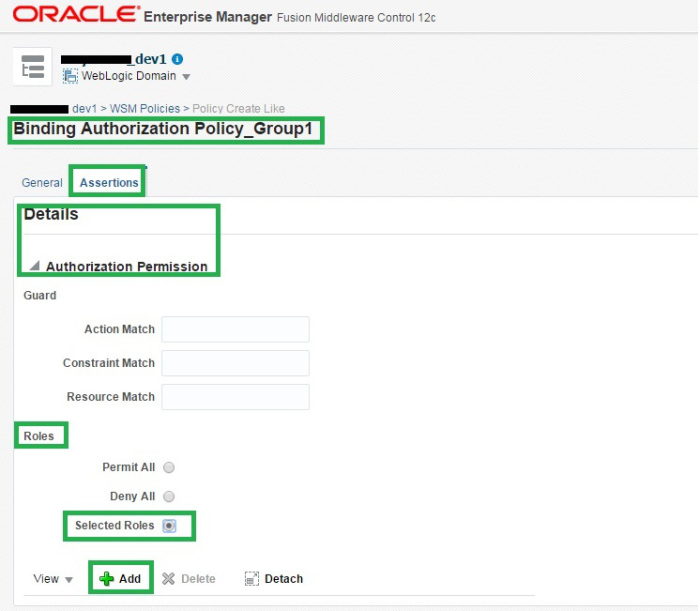 ORACLE Enterprise Manager Fusion Middleware Control 12c
_dev1
WebLogic Domain
dev1 > WSM Policies > Policy Create Like
Binding Authorization Policy_Group1
General Assertions
Details
Authorization Permission
Guard
Action Match
Constraint Match
Resource Match
Roles
Permit All
Deny All
Selected Roles
View Add Delete Detach